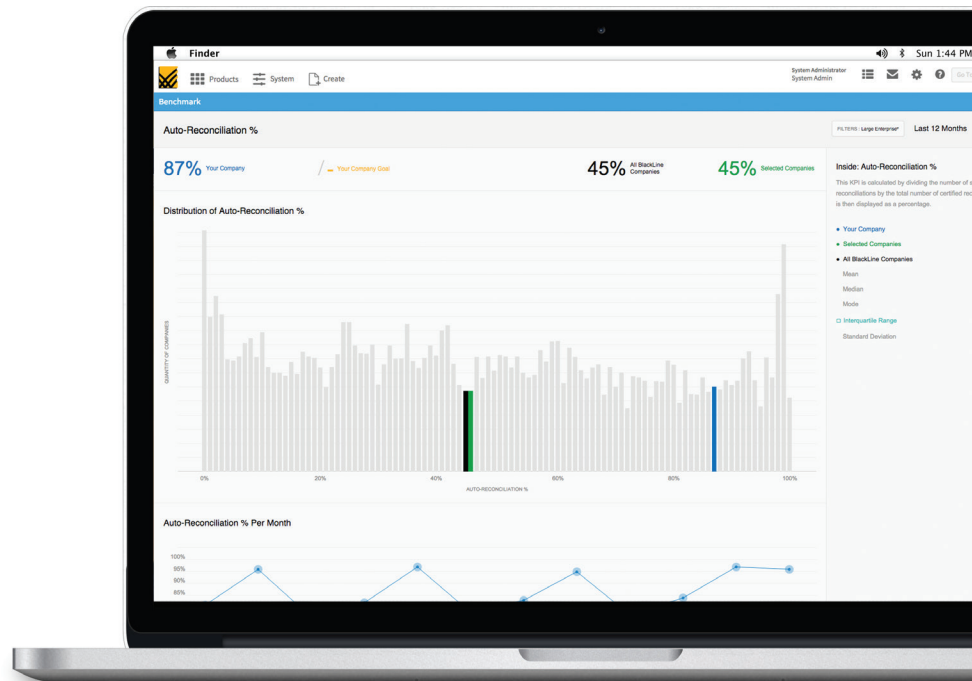 Finder
Sun 1:44 PM
Products
System
Create
System Administrator
System Admin
Benchmark
Auto-Reconciliation %
FILTERS: Large Enterprise*
Last 12 Months
87% Your Company
Your Company Goal
45% All BlackLine Companies
45% Selected Companies
Inside: Auto-Reconciliation %
This KPI is calculated by dividing the number of
reconciliations by the total number of certified
is then displayed as a percentage.
Your Company
Selected Companies
All BlackLine Companies
Mean
Median
Mode
Interquartile Range
Standard Deviation
Distribution of Auto-Reconciliation %
QUANTITY OF COMPANIES
0% 20% 40% 60% 80% 100%
AUTO-RECONCILIATION %
Auto-Reconciliation % Per Month
100%
90%
85%